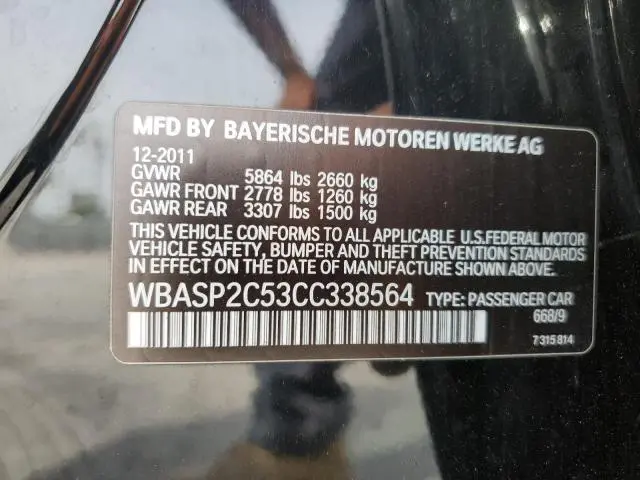 MFD BY BAYERISCHE MOTOREN WERKE AG
12-2011
GVWR 5864 lbs 2660 kg
GAWR FRONT 2778 lbs 1260 kg
GAWR REAR 3307 lbs 1500 kg
THIS VEHICLE CONFORMS TO ALL APPLICABLE U.S.FEDERAL MOTOR
VEHICLE SAFETY, BUMPER AND THEFT PREVENTION STANDARDS
IN EFFECT ON THE DATE OF MANUFACTURE SHOWN ABOVE.
WBASP2C53CC338564 TYPE: PASSENGER CAR
668/9
7 315 814